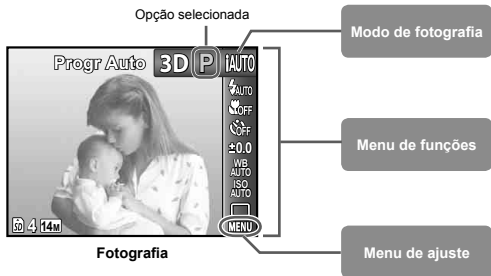 Opção selecionada
Modo de fotografia
Progr Auto 3D P iAUTO
AUTO
OFF
OFF
±0.0
Menu de funções
WB
AUTO
ISO
AUTO
SD 4 14M
MENU
Fotografia
Menu de ajuste